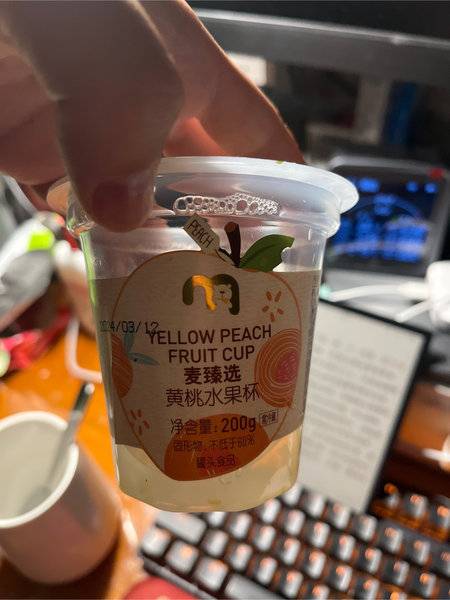 PEACH
2024/03/12
YELLOW PEACH
FRUIT CUP
麦臻选
黄桃水果杯
净含量: 200g
固形物: 不低于60%
罐头食品